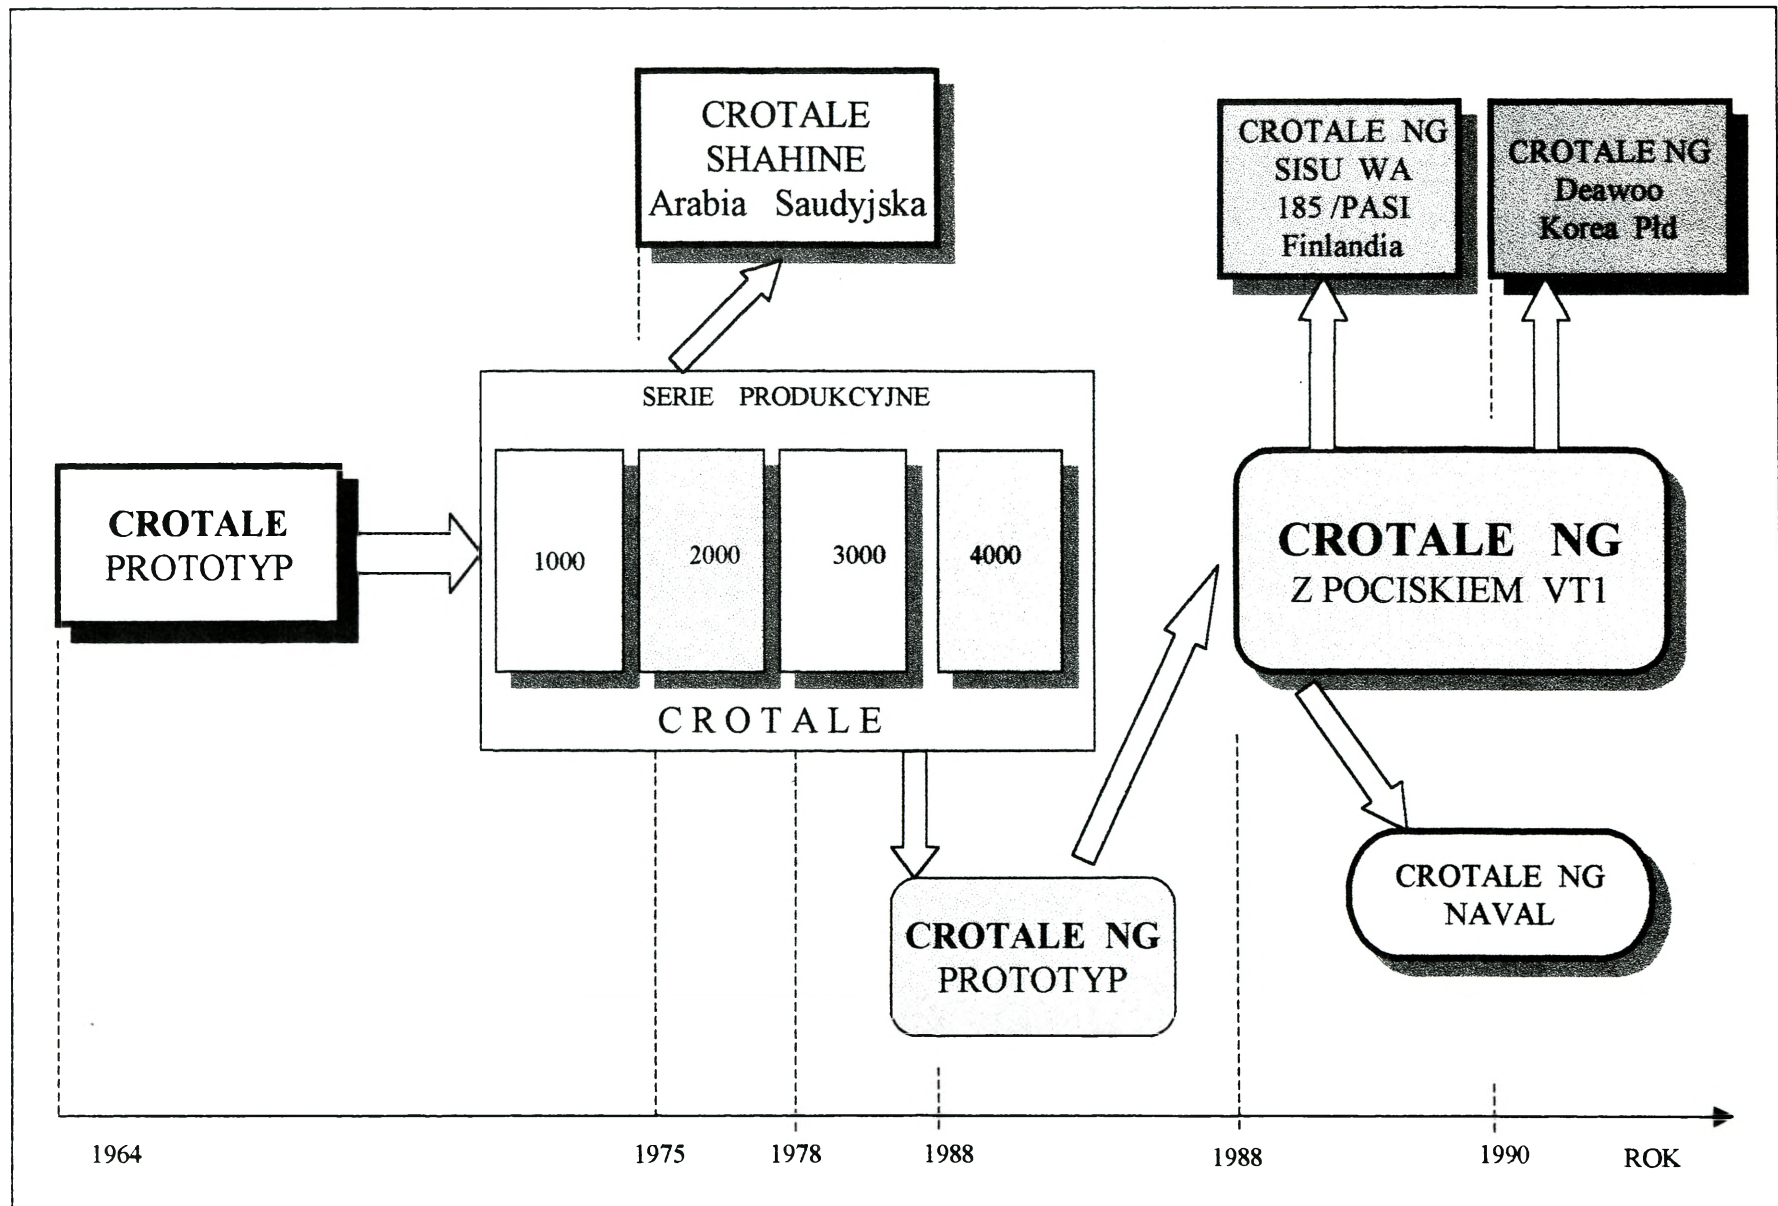 CROTALE
SHAHINE
Arabia Saudyjska
CROTALE NG
SISU WA
185 /PASI
Finlandia
CROTALE NG
Deawoo
Korea Płd
SERIE PRODUKCYJNE
CROTALE
PROTOTYP
1000
2000
3000
4000
CROTALE
CROTALE NG
Z POCISKIEM VT1
CROTALE NG
PROTOTYP
CROTALE NG
NAVAL
1964
1975
1978
1988
1988
1990
ROK